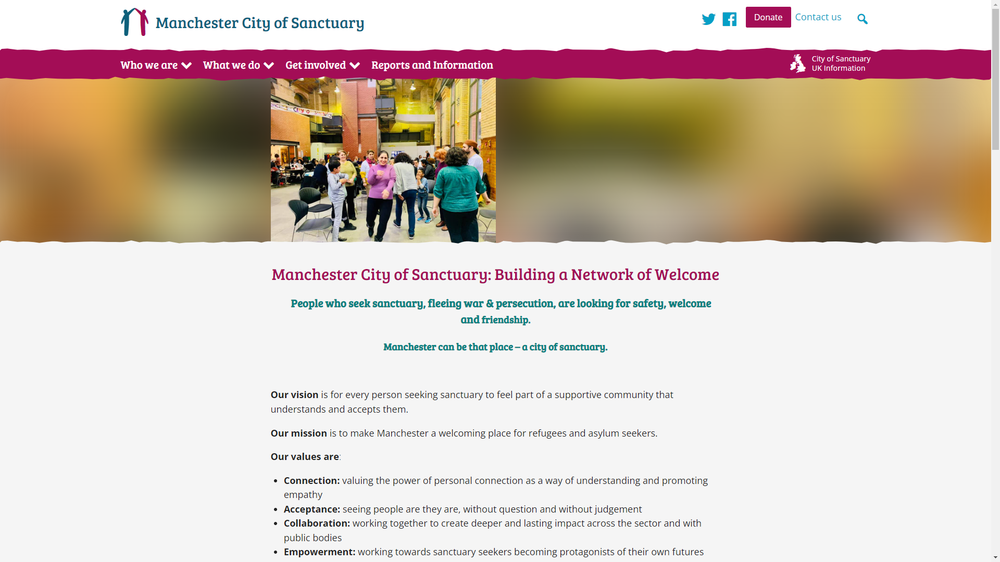 Manchester City of Sanctuary
Donate
Contact us
Who we are
What we do
Get involved
Reports and Information
City of Sanctuary
UK Information
Manchester City of Sanctuary: Building a Network of Welcome
People who seek sanctuary, fleeing war & persecution, are looking for safety, welcome
and friendship.
Manchester can be that place – a city of sanctuary.
Our vision is for every person seeking sanctuary to feel part of a supportive community that
understands and accepts them.
Our mission is to make Manchester a welcoming place for refugees and asylum seekers.
Our values are:
• Connection: valuing the power of personal connection as a way of understanding and promoting
empathy
• Acceptance: seeing people are they are, without question and without judgement
• Collaboration: working together to create deeper and lasting impact across the sector and with
public bodies
• Empowerment: working towards sanctuary seekers becoming protagonists of their own futures